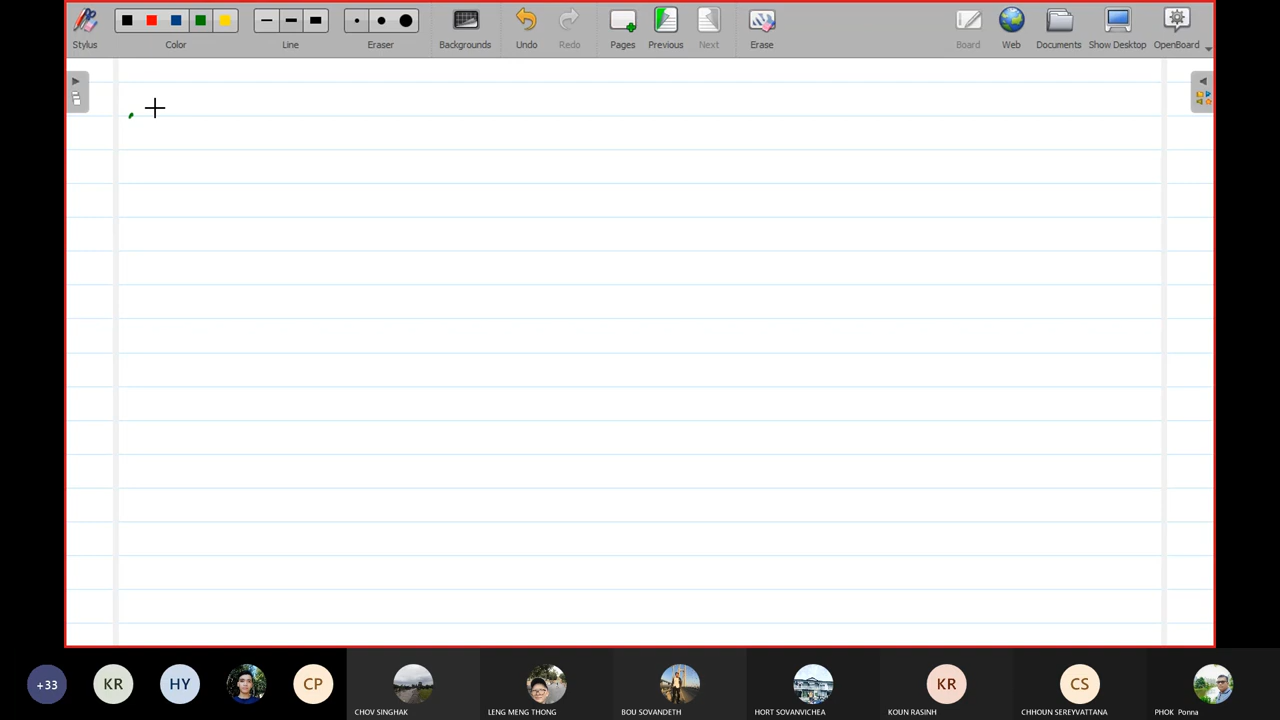 Stylus Color Line Eraser Backgrounds Undo Redo Pages Previous Next Erase Board Web Documents Show Desktop OpenBoard
+33 KR HY CP KR CS
CHOV SINGHAK LENG MENG THONG BOU SOVANDETH HORT SOVANVICHEA KOUN RASINH CHHOUN SEREYVATTANA PHOK Ponna